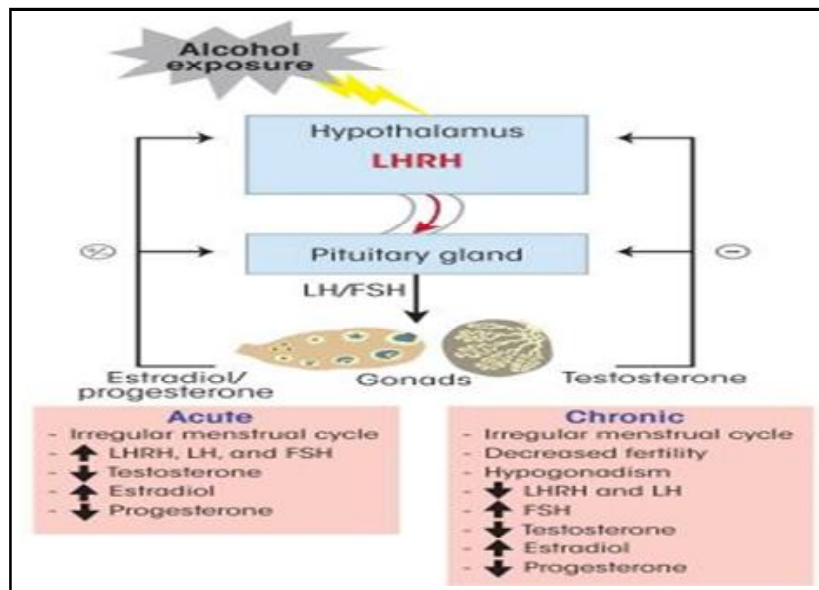 Alcohol
exposure
Hypothalamus
LHRH
+/-
−
Pituitary gland
LH/FSH
Estradiol/
progesterone
Gonads
Testosterone
Acute
- Irregular menstrual cycle
- ↑ LHRH, LH, and FSH
- ↓ Testosterone
- ↑ Estradiol
- ↓ Progesterone
Chronic
- Irregular menstrual cycle
- Decreased fertility
- Hypogonadism
- ↓ LHRH and LH
- ↑ FSH
- ↓ Testosterone
- ↑ Estradiol
- ↓ Progesterone